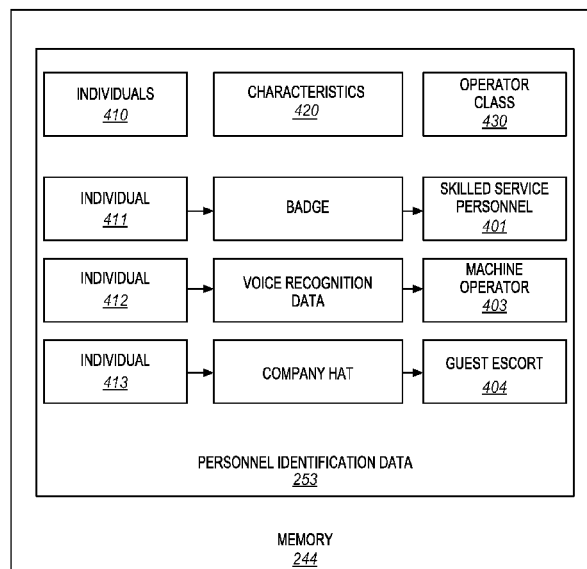 INDIVIDUALS
410
CHARACTERISTICS
420
OPERATOR
CLASS
430
INDIVIDUAL
411
BADGE
SKILLED SERVICE
PERSONNEL
401
INDIVIDUAL
412
VOICE RECOGNITION
DATA
MACHINE
OPERATOR
403
INDIVIDUAL
413
COMPANY HAT
GUEST ESCORT
404
PERSONNEL IDENTIFICATION DATA
253
MEMORY
244